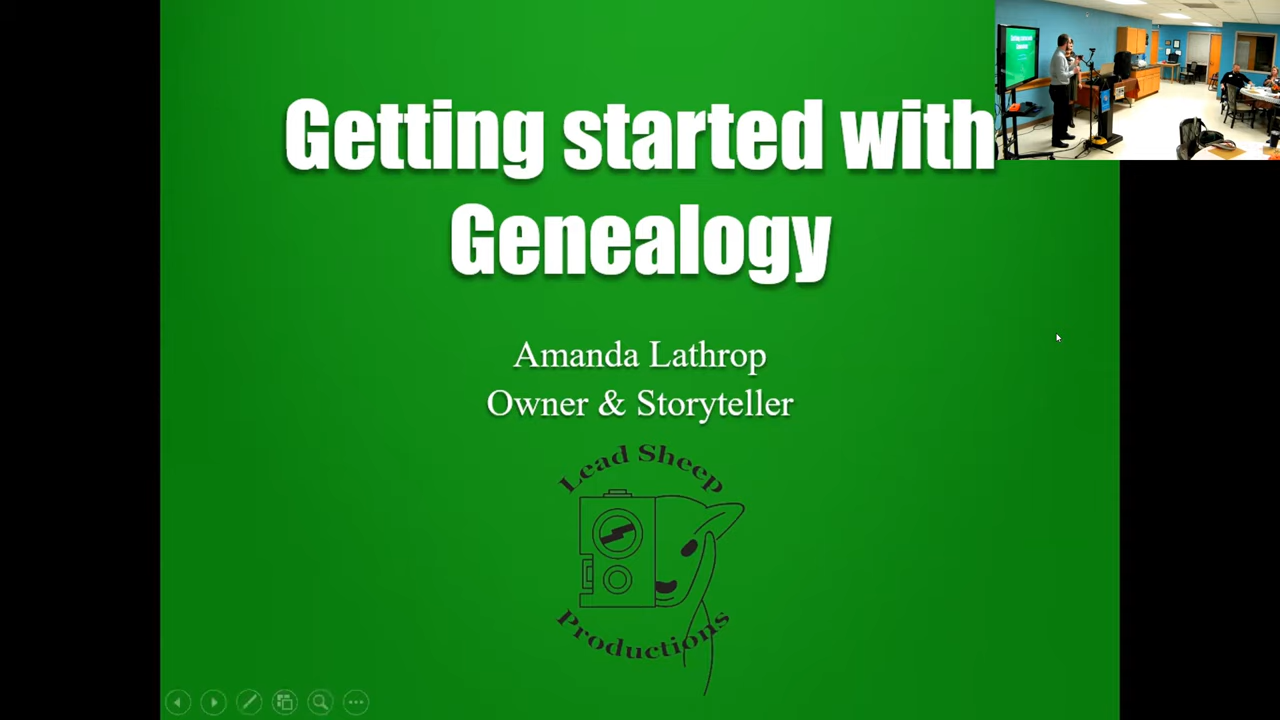 Getting started with
Genealogy
Amanda Lathrop
Owner & Storyteller
Lead Sheep
Productions